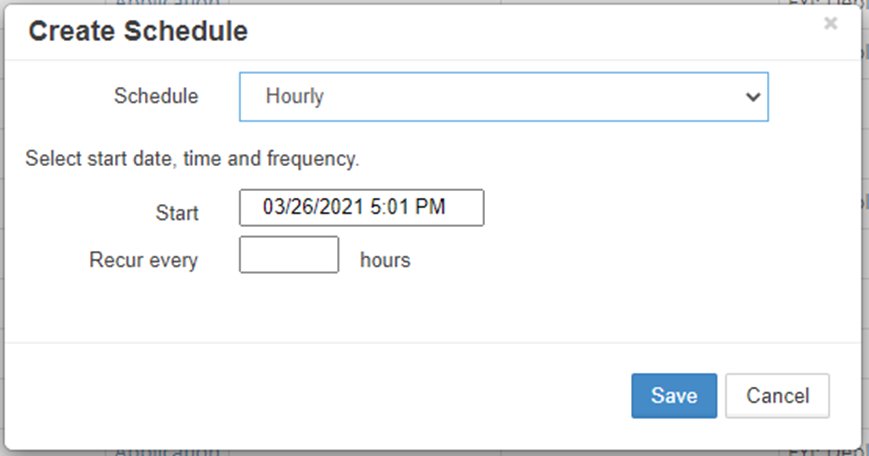 Create Schedule ×
Schedule Hourly
Select start date, time and frequency.
Start 03/26/2021 5:01 PM
Recur every hours
Save Cancel
Application